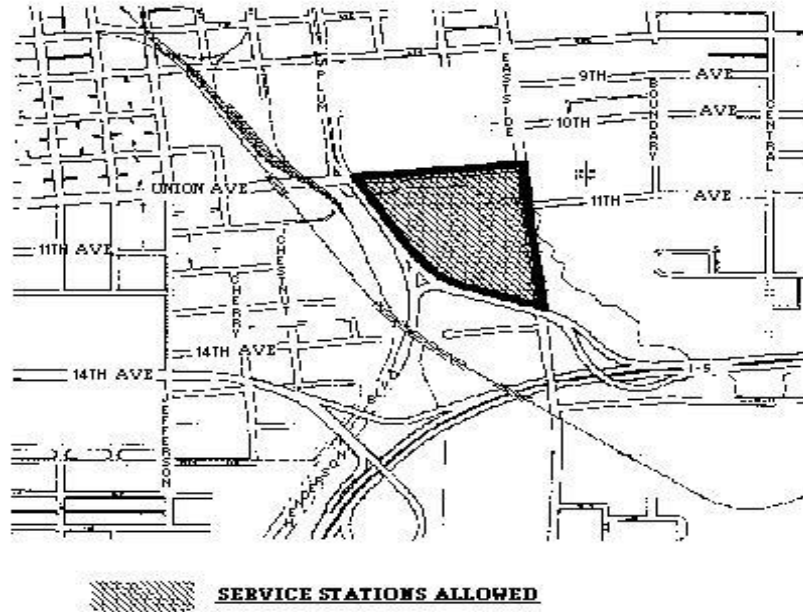 PLUM
EASTSIDE
9TH AVE
BOUNDARY
CENTRAL
10TH AVE
UNION AVE
11TH AVE
11TH AVE
CHESTNUT
CHERRY
14TH AVE
14TH AVE
JEFFERSON
HENDERSON BLVD
I-5
SERVICE STATIONS ALLOWED